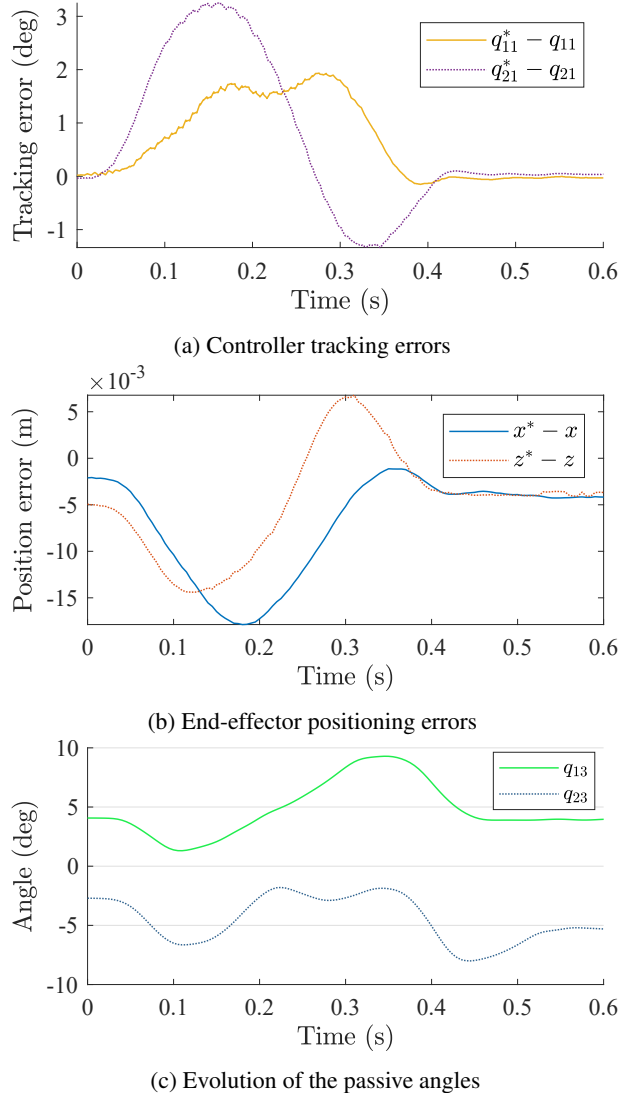 3
2
1
0
-1
Tracking error (deg)
q*11 − q11
q*21 − q21
0 0.1 0.2 0.3 0.4 0.5 0.6
Time (s)
(a) Controller tracking errors
×10-3
5
0
-5
-10
-15
Position error (m)
x* − x
z* − z
0 0.1 0.2 0.3 0.4 0.5 0.6
Time (s)
(b) End-effector positioning errors
10
5
0
-5
-10
Angle (deg)
q13
q23
0 0.1 0.2 0.3 0.4 0.5 0.6
Time (s)
(c) Evolution of the passive angles